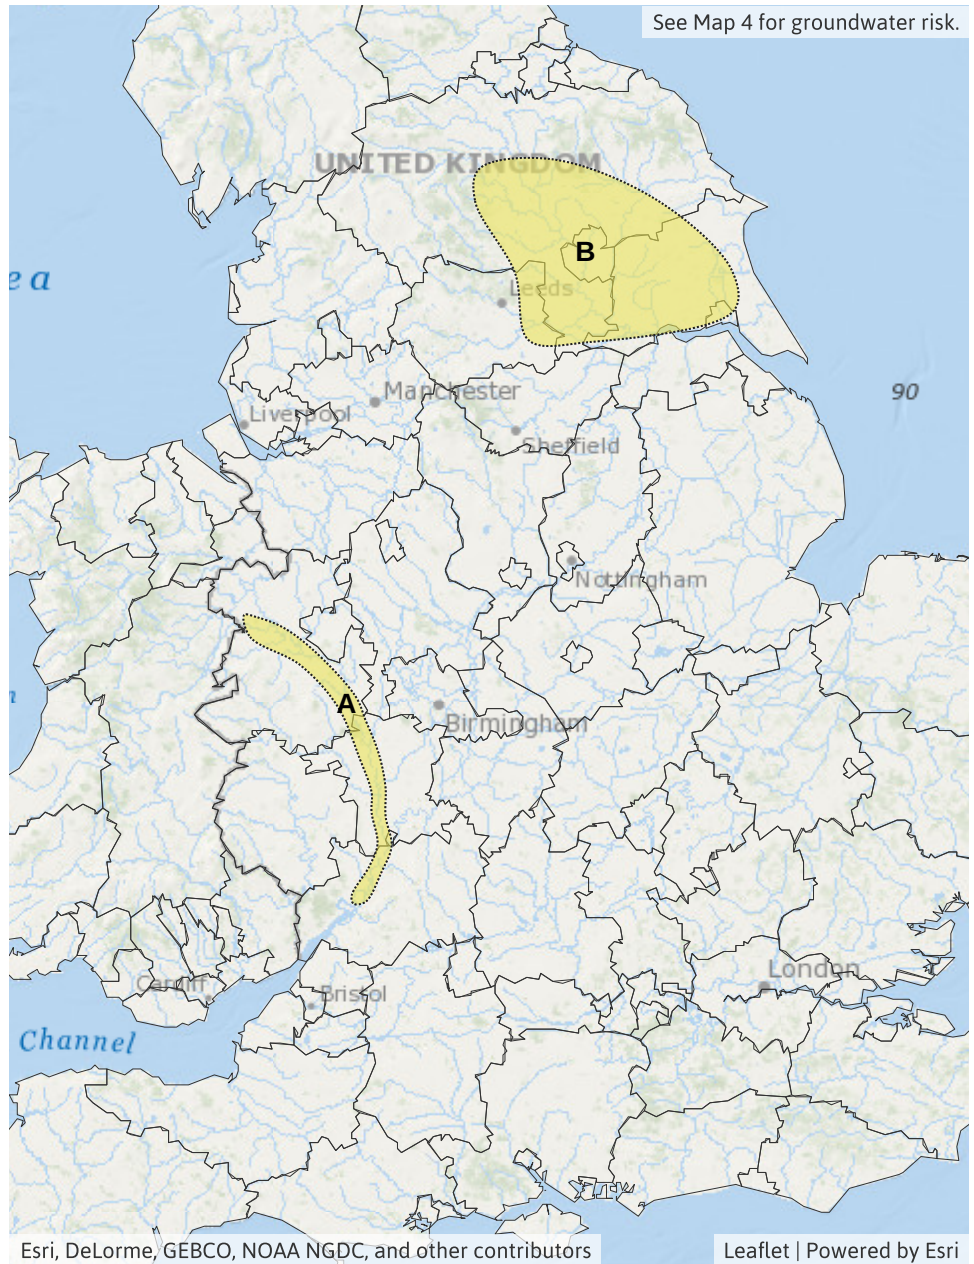 See Map 4 for groundwater risk.
UNITED KINGDOM
B
e a
Leeds
90
Manchester
Liverpool
Sheffield
Nottingham
n
A
Birmingham
London
Cardiff
Bristol
Channel
Esri, DeLorme, GEBCO, NOAA NGDC, and other contributors
Leaflet | Powered by Esri